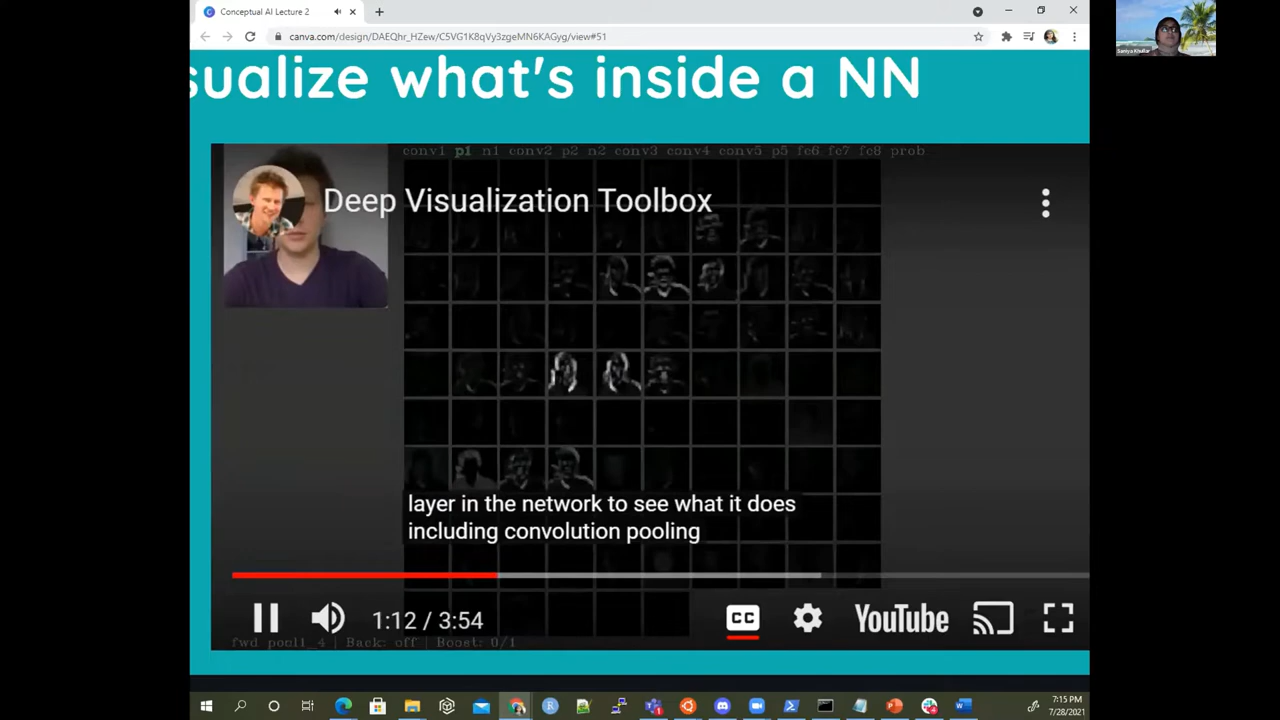 Conceptual AI Lecture 2
canva.com/design/DAEQhr_HZew/C5VG1K8qVy3zgeMN6KAGyg/view#51
Saniya Khullar
sualize what's inside a NN
conv1 p1 n1 conv2 p2 n2 conv3 conv4 conv5 p5 fc6 fc7 fc8 prob
Deep Visualization Toolbox
layer in the network to see what it does
including convolution pooling
1:12 / 3:54
CC
YouTube
fwd pool1_4 | Back: off | Boost: 0/1
7:15 PM
7/28/2021